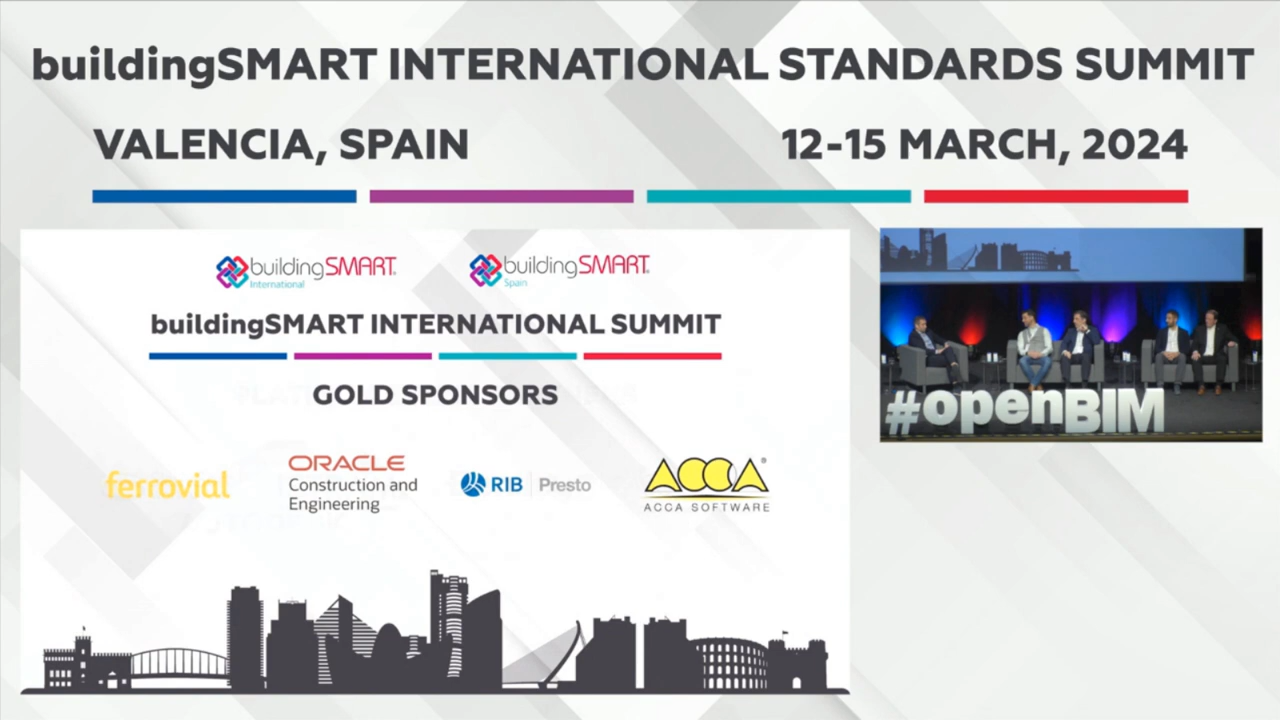 buildingSMART INTERNATIONAL STANDARDS SUMMIT
VALENCIA, SPAIN
12-15 MARCH, 2024
buildingSMART®
International
buildingSMART®
Spain
buildingSMART INTERNATIONAL SUMMIT
GOLD SPONSORS
ferrovial
ORACLE
Construction and
Engineering
RIB Presto
ACCA®
ACCA SOFTWARE
#openBIM